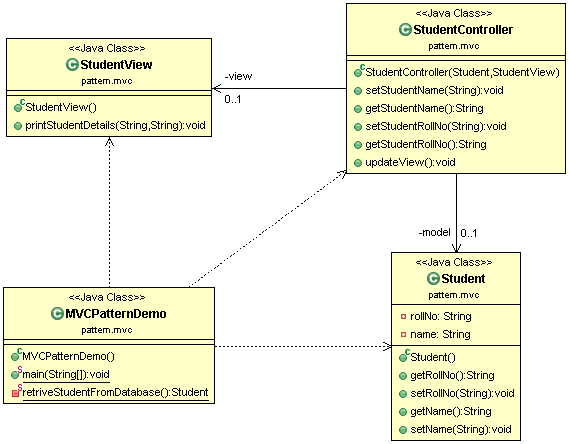 <<Java Class>>
StudentView
pattern.mvc
StudentView()
printStudentDetails(String,String):void
-view
0..1
<<Java Class>>
StudentController
pattern.mvc
StudentController(Student,StudentView)
setStudentName(String):void
getStudentName():String
setStudentRollNo(String):void
getStudentRollNo():String
updateView():void
-model
0..1
<<Java Class>>
MVCPatternDemo
pattern.mvc
MVCPatternDemo()
main(String[]):void
retriveStudentFromDatabase():Student
<<Java Class>>
Student
pattern.mvc
rollNo: String
name: String
Student()
getRollNo():String
setRollNo(String):void
getName():String
setName(String):void